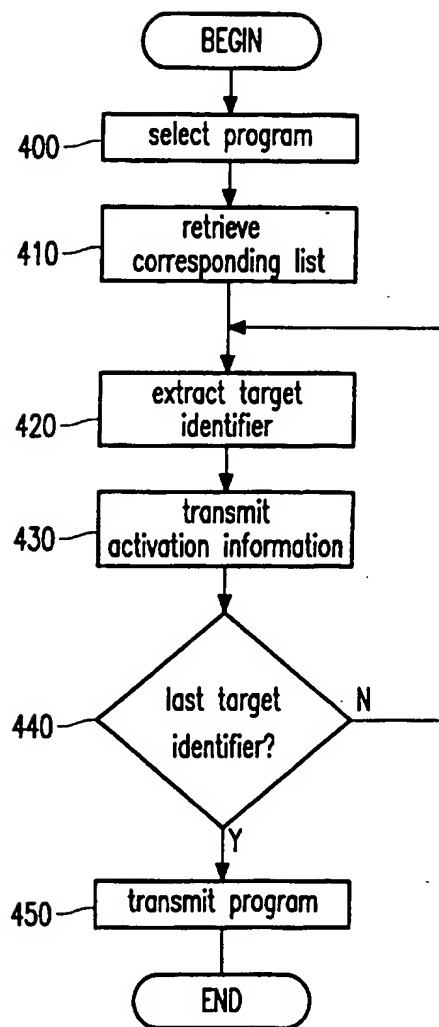 BEGIN
400
select program
410
retrieve
corresponding list
420
extract target
identifier
430
transmit
activation information
440
last target
identifier?
N
Y
450
transmit program
END